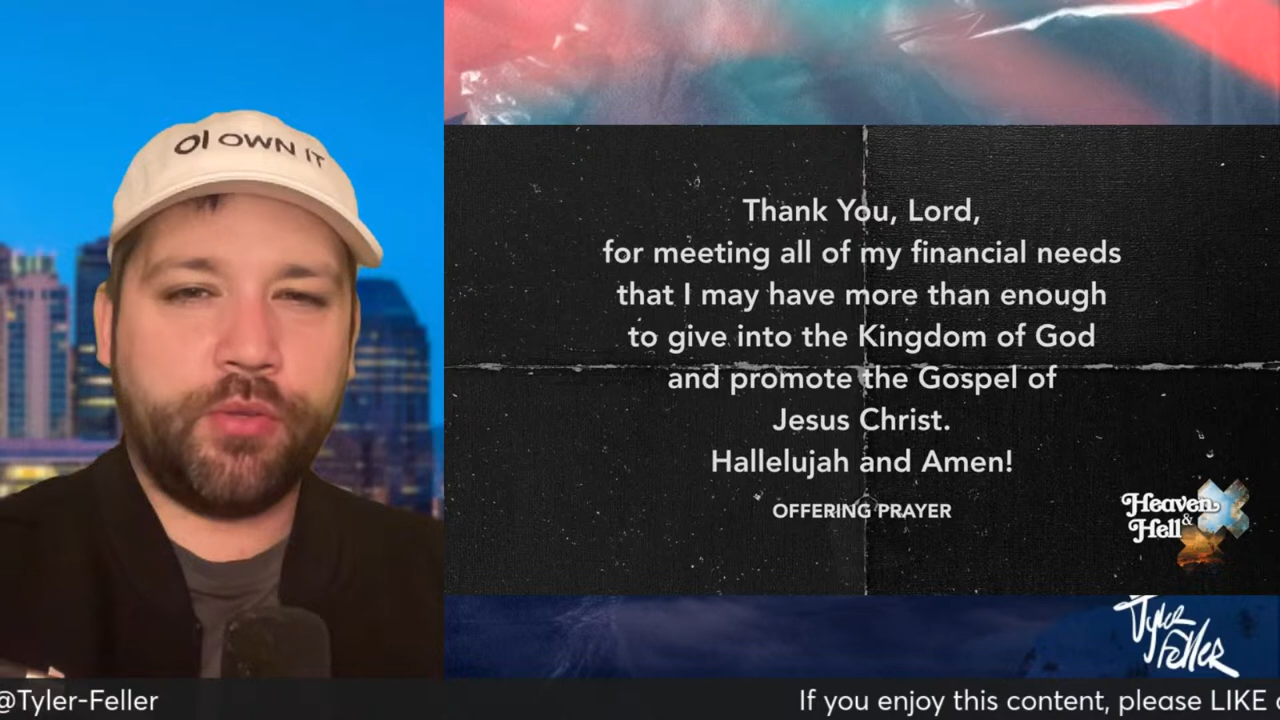 OI OWN IT
Thank You, Lord,
for meeting all of my financial needs
that I may have more than enough
to give into the Kingdom of God
and promote the Gospel of
Jesus Christ.
Hallelujah and Amen!
OFFERING PRAYER
Heaven
&
Hell
Tyler
Feller
@Tyler-Feller
If you enjoy this content, please LIKE